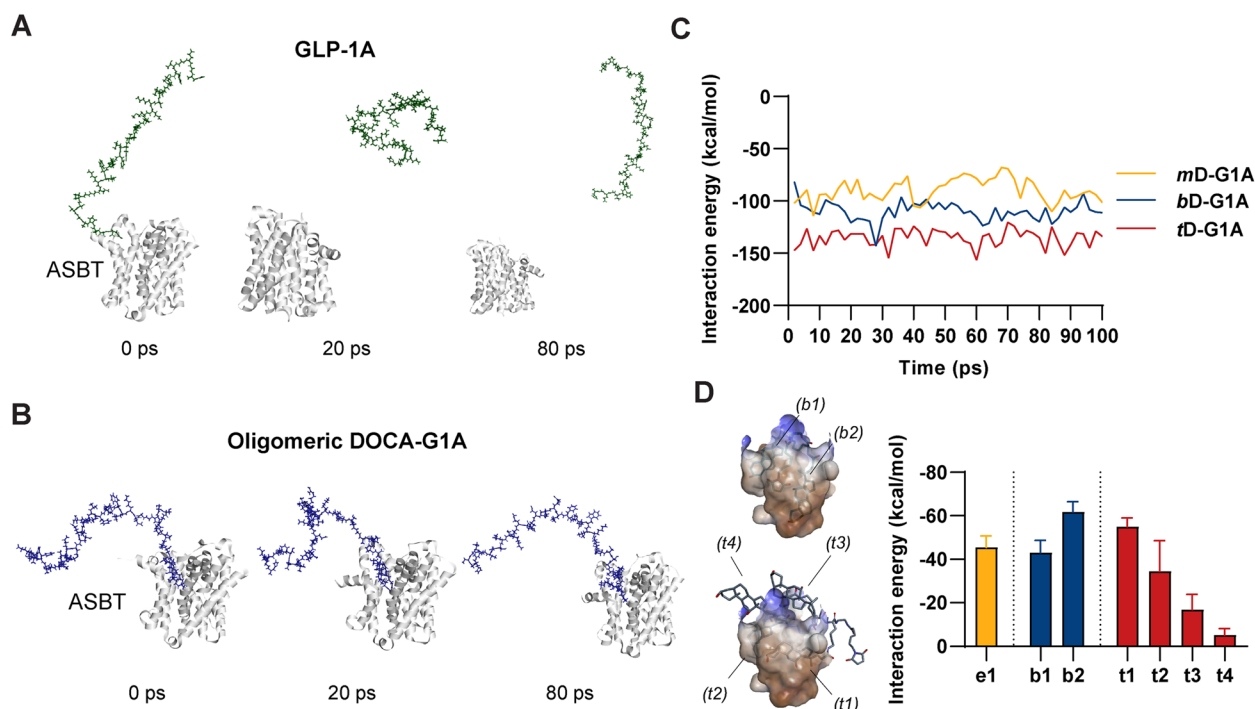 A
GLP-1A
ASBT
0 ps
20 ps
80 ps
B
Oligomeric DOCA-G1A
ASBT
0 ps
20 ps
80 ps
C
Interaction energy (kcal/mol)
0
-50
-100
-150
-200
0
10
20
30
40
50
60
70
80
90
100
Time (ps)
mD-G1A
bD-G1A
tD-G1A
D
(b1)
(b2)
(t4)
(t3)
(t2)
(t1)
Interaction energy (kcal/mol)
-80
-60
-40
-20
0
e1
b1
b2
t1
t2
t3
t4